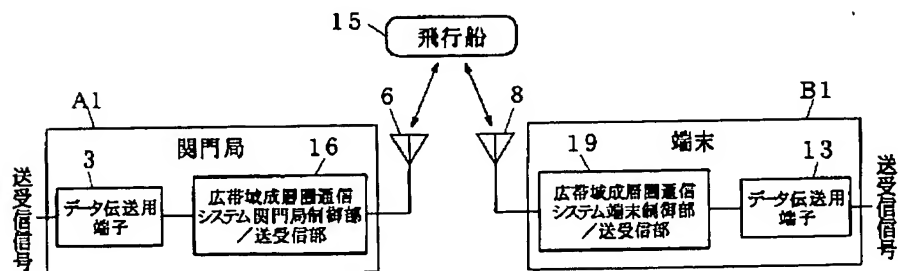 15
飛行船
A1
6
8
B1
関門局
端末
3
16
19
13
送受信信号
データ伝送用
端子
広帯域成層圏通信
システム関門局制御部
/送受信部
広帯域成層圏通信
システム端末制御部
/送受信部
データ伝送用
端子
送受信信号